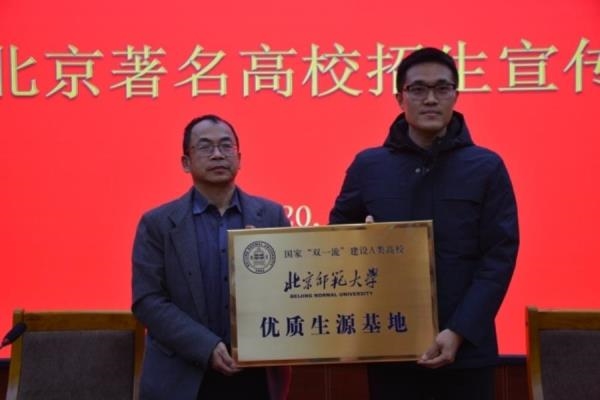 北京著名高校招生宣传
20.
国家“双一流”建设A类高校
北京师范大学
BEIJING NORMAL UNIVERSITY
优质生源基地